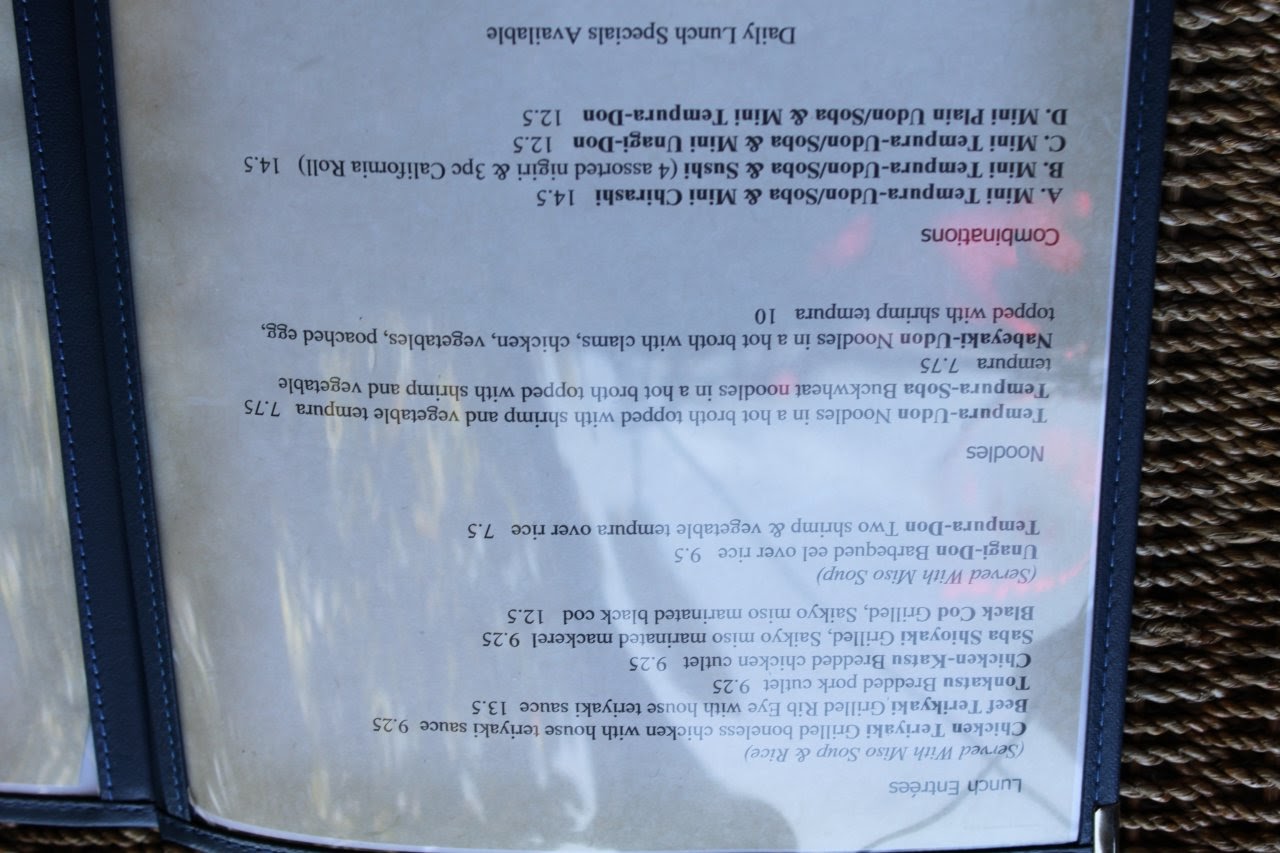 Lunch Entrées
(Served With Miso Soup & Rice)
Chicken Teriyaki Grilled boneless chicken with house teriyaki sauce 9.25
Beef Terikyaki Grilled Rib Eye with house teriyaki sauce 13.5
Tonkatsu Bredded pork cutlet 9.25
Chicken-Katsu Bredded chicken cutlet 9.25
Saba Shioyaki Grilled, Saikyo miso marinated mackerel 9.25
Black Cod Grilled, Saikyo miso marinated black cod 12.5
(Served With Miso Soup)
Unagi-Don Barbequed eel over rice 9.5
Tempura-Don Two shrimp & vegetable tempura over rice 7.5
Noodles
Tempura-Udon Noodles in a hot broth topped with shrimp and vegetable tempura 7.75
Tempura-Soba Buckwheat noodles in a hot broth topped with shrimp and vegetable
tempura 7.75
Nabeyaki-Udon Noodles in a hot broth with clams, chicken, vegetables, poached egg,
topped with shrimp tempura 10
Combinations
A. Mini Tempura-Udon/Soba & Mini Chirashi 14.5
B. Mini Tempura-Udon/Soba & Sushi (4 assorted nigiri & 3pc California Roll) 14.5
C. Mini Tempura-Udon/Soba & Mini Unagi-Don 12.5
D. Mini Plain Udon/Soba & Mini Tempura-Don 12.5
Daily Lunch Specials Available